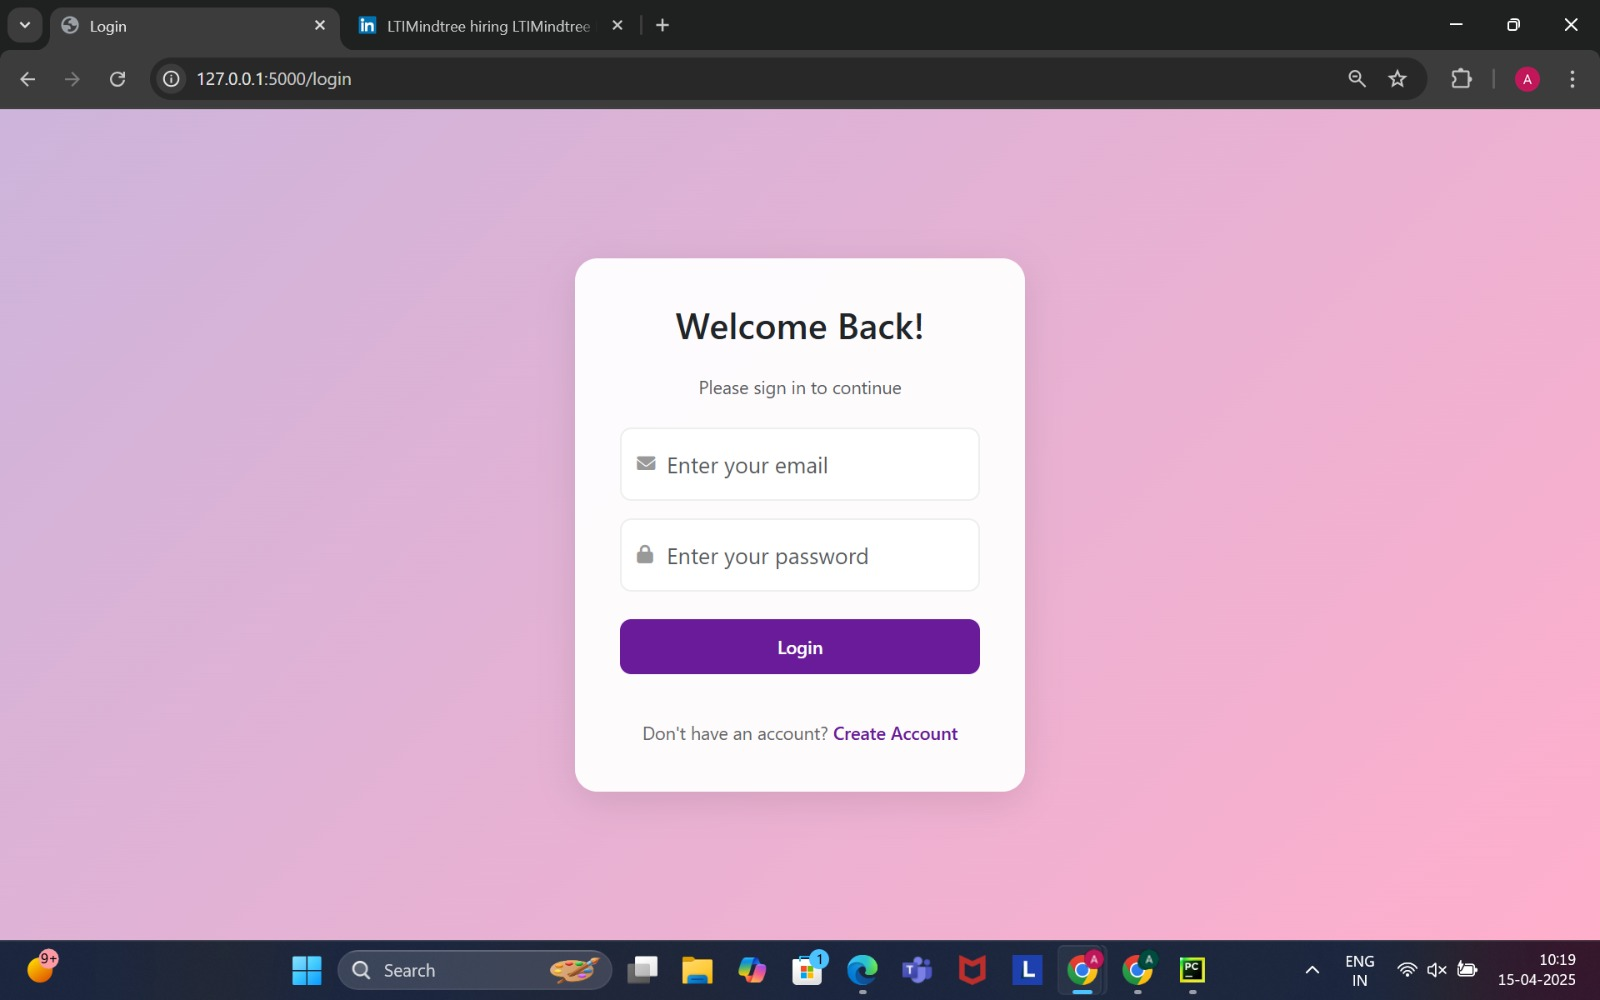 Login
LTIMindtree hiring LTIMindtree
127.0.0.1:5000/login
A
Welcome Back!
Please sign in to continue
Enter your email
Enter your password
Login
Don't have an account? Create Account
9+
Search
1
T
L
A
A
PC
ENG
IN
10:19
15-04-2025